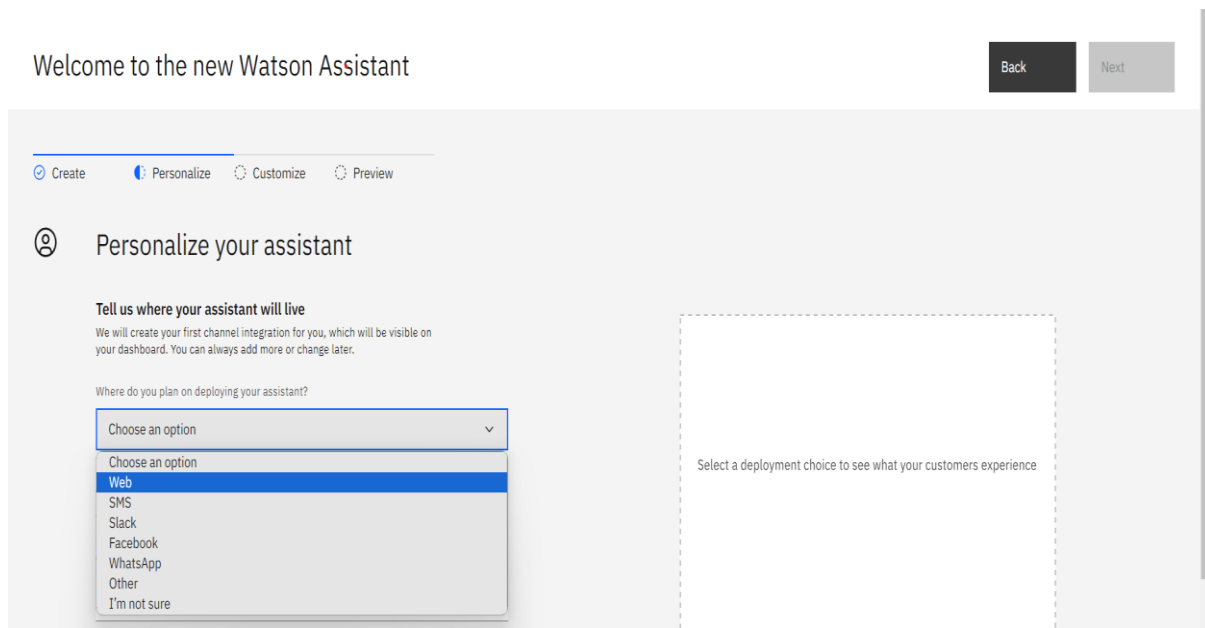 Welcome to the new Watson Assistant
Back
Next
Create
Personalize
Customize
Preview
Personalize your assistant
Tell us where your assistant will live
We will create your first channel integration for you, which will be visible on
your dashboard. You can always add more or change later.
Where do you plan on deploying your assistant?
Choose an option
Choose an option
Web
SMS
Slack
Facebook
WhatsApp
Other
I'm not sure
Select a deployment choice to see what your customers experience